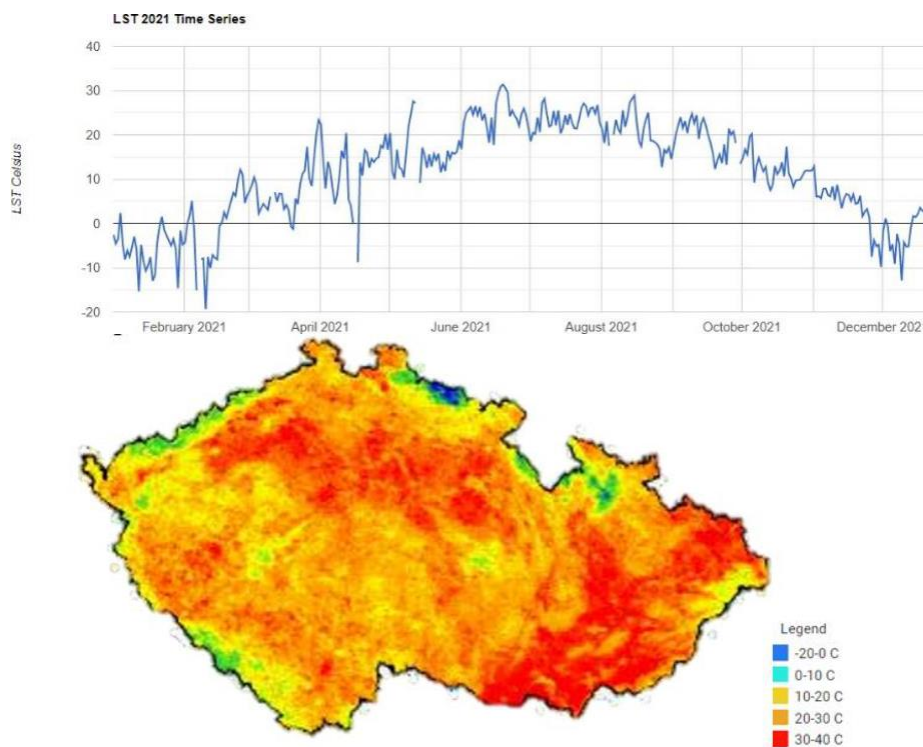 LST 2021 Time Series
40
30
20
10
0
-10
-20
LST Celsius
February 2021 April 2021 June 2021 August 2021 October 2021 December 202
Legend
-20-0 C
0-10 C
10-20 C
20-30 C
30-40 C